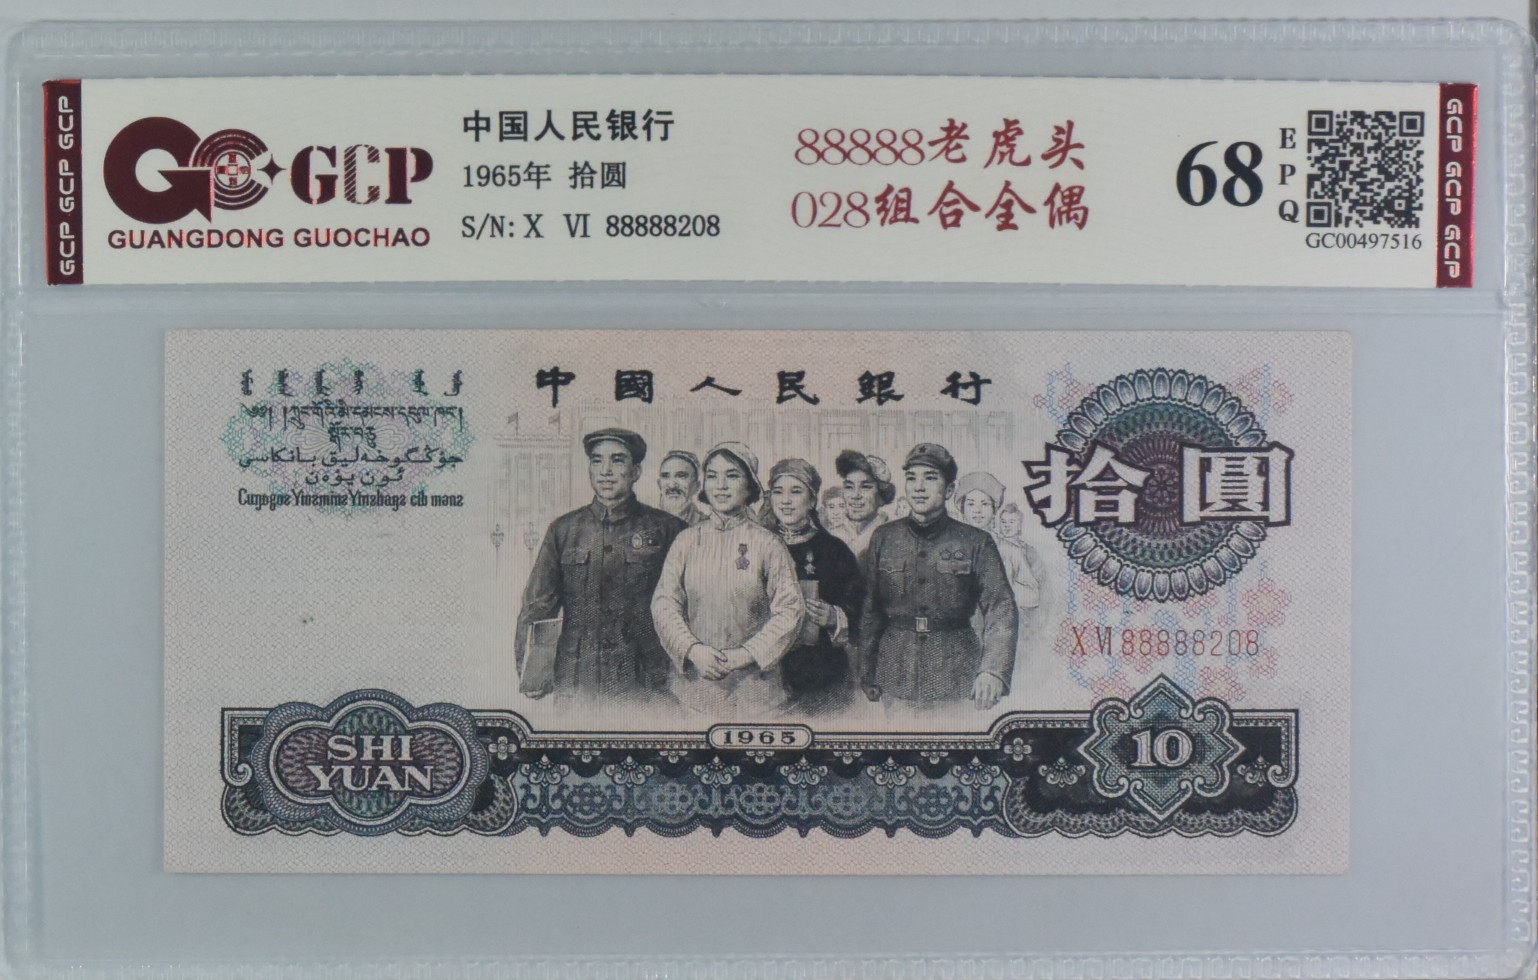 GCP GCP GCP
GCP
GUANGDONG GUOCHAO
中国人民银行
1965年 拾圆
S/N: X VI 88888208
88888老虎头
028组合全偶
68
EPQ
GC00497516
GCP GCP GCP
中國人民銀行
拾圓
X VI 88888208
1965
SHI
YUAN
10